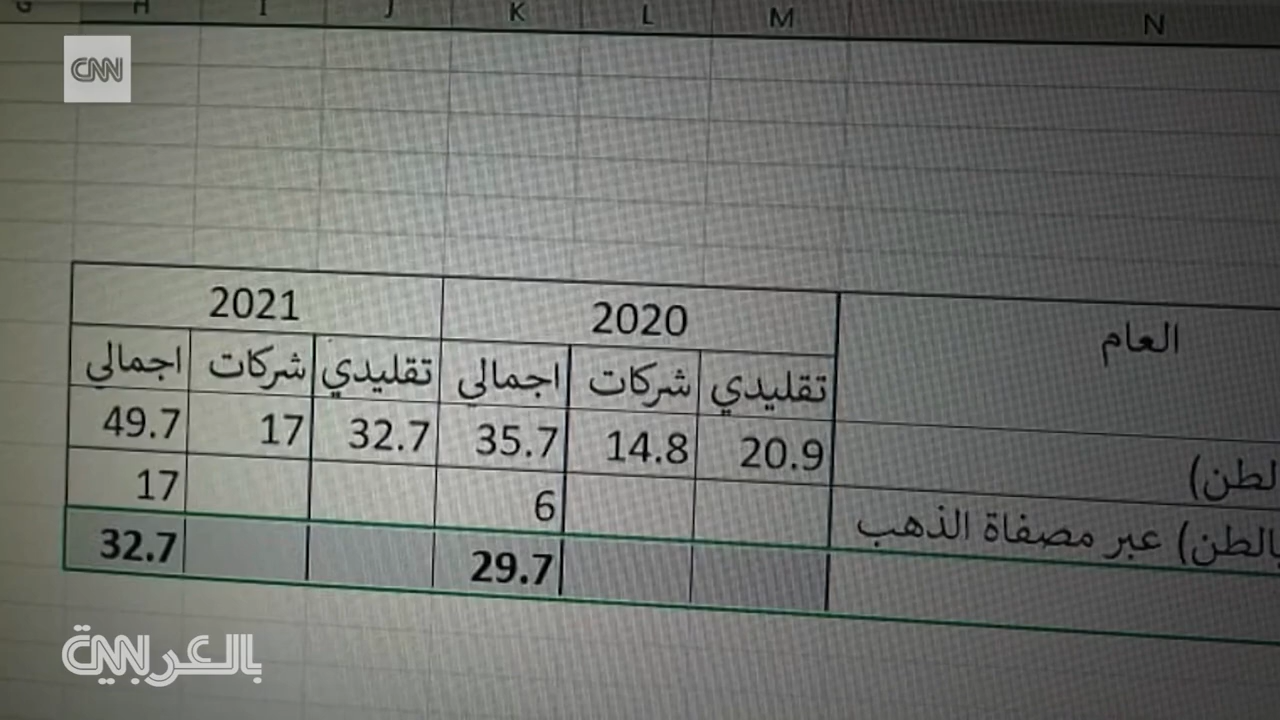 G H I J K L M N
CNN
العام 2020 2021
تقليدي شركات اجمالي تقليدي شركات اجمالي
لطن) 20.9 14.8 35.7 32.7 17 49.7
بالطن) عبر مصفاة الذهب 6 17
29.7 32.7
CNN بالعربية